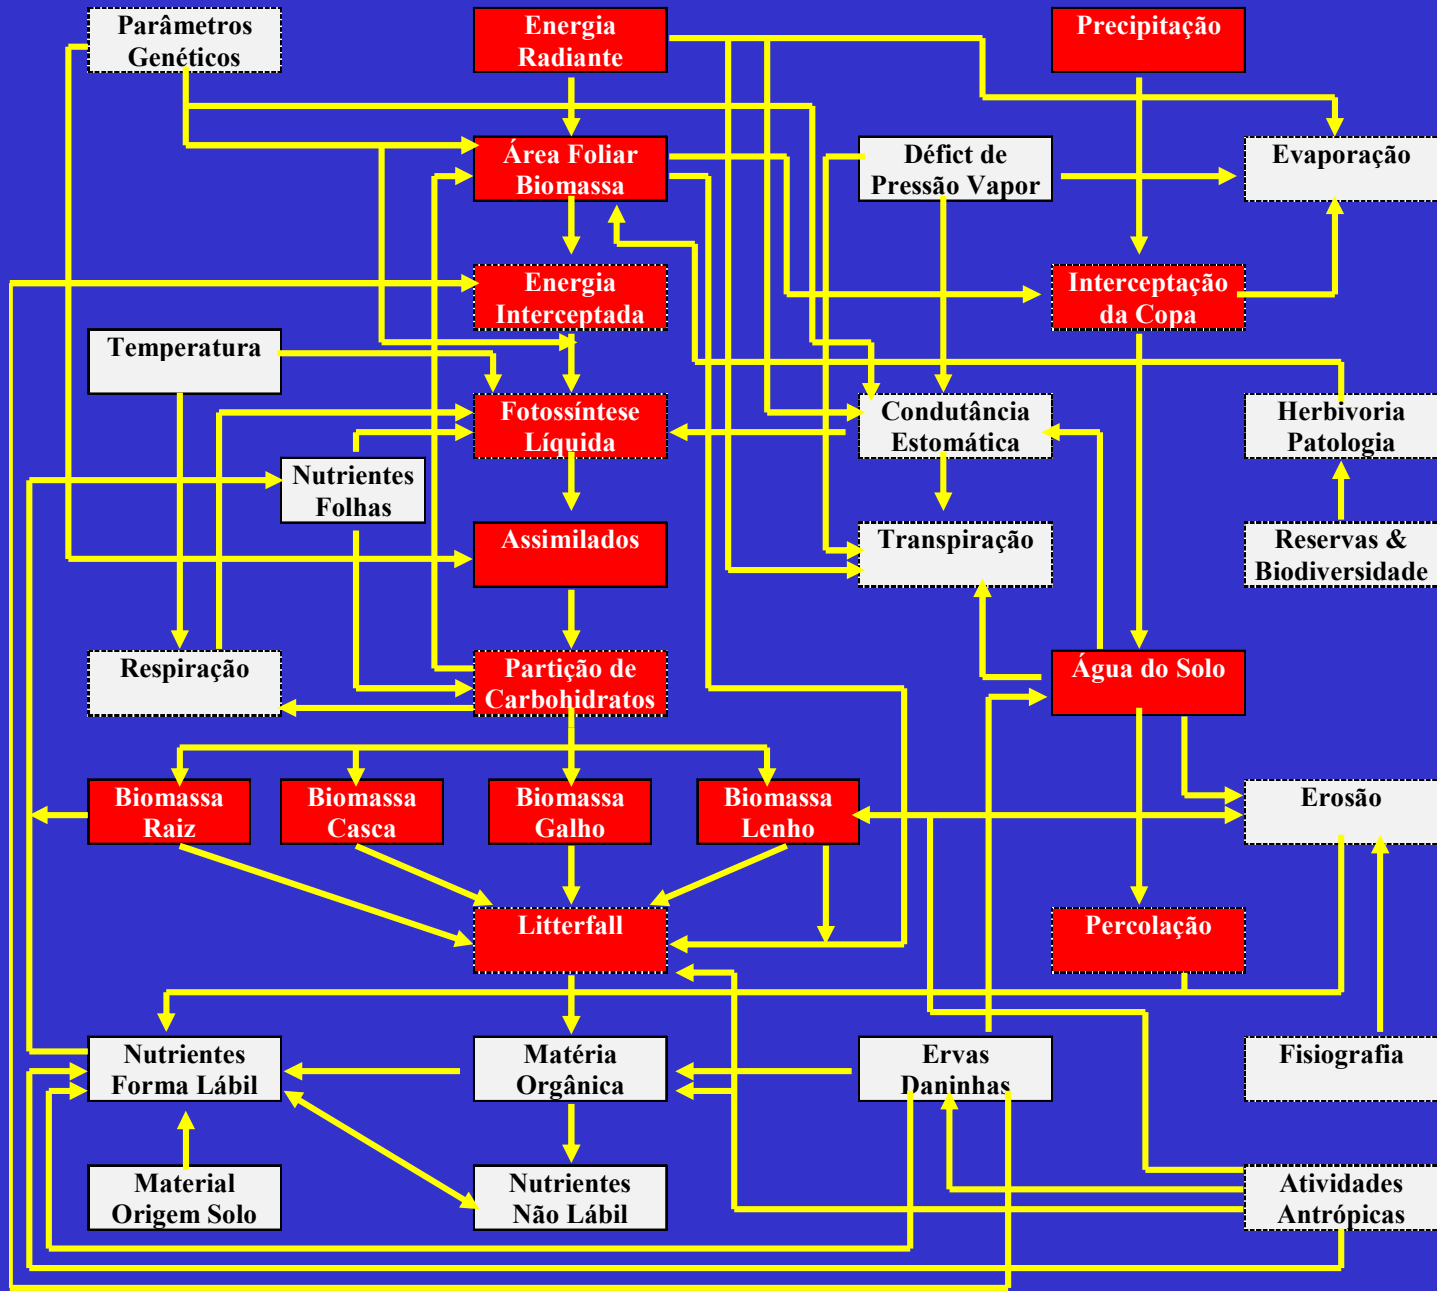 Parâmetros
Genéticos
Energia
Radiante
Precipitação
Área Foliar
Biomassa
Défict de
Pressão Vapor
Evaporação
Energia
Interceptada
Interceptação
da Copa
Temperatura
Fotossíntese
Líquida
Condutância
Estomática
Herbivoria
Patologia
Nutrientes
Folhas
Assimilados
Transpiração
Reservas &
Biodiversidade
Respiração
Partição de
Carbohidratos
Água do Solo
Biomassa
Raiz
Biomassa
Casca
Biomassa
Galho
Biomassa
Lenho
Erosão
Litterfall
Percolação
Nutrientes
Forma Lábil
Matéria
Orgânica
Ervas
Daninhas
Fisiografia
Material
Origem Solo
Nutrientes
Não Lábil
Atividades
Antrópicas